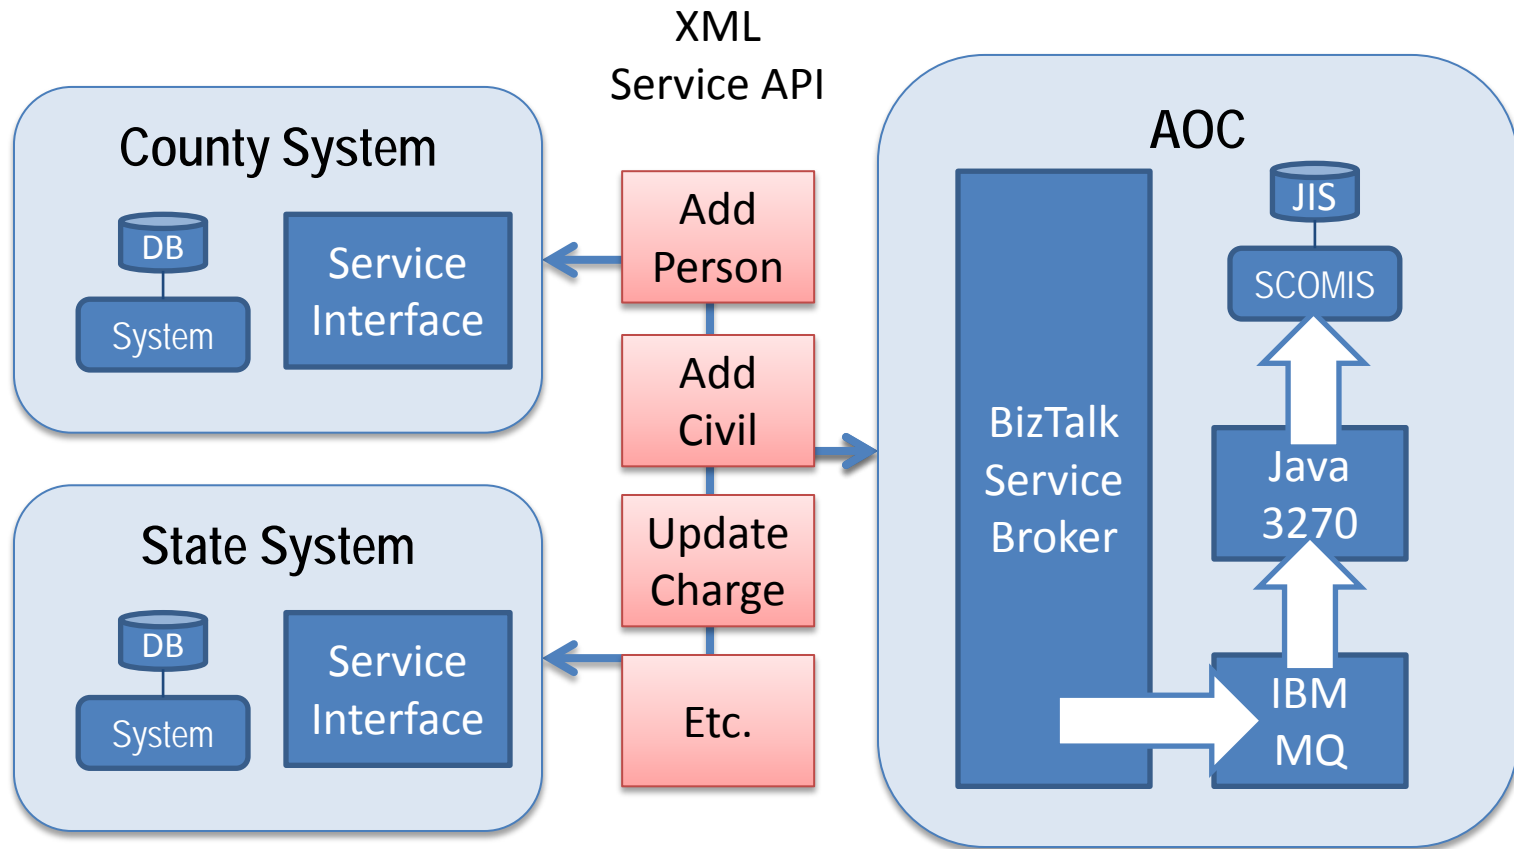 XML
Service API
County System
DB
System
Service
Interface
State System
DB
System
Service
Interface
Add
Person
Add
Civil
Update
Charge
Etc.
AOC
BizTalk
Service
Broker
JIS
SCOMIS
Java
3270
IBM
MQ